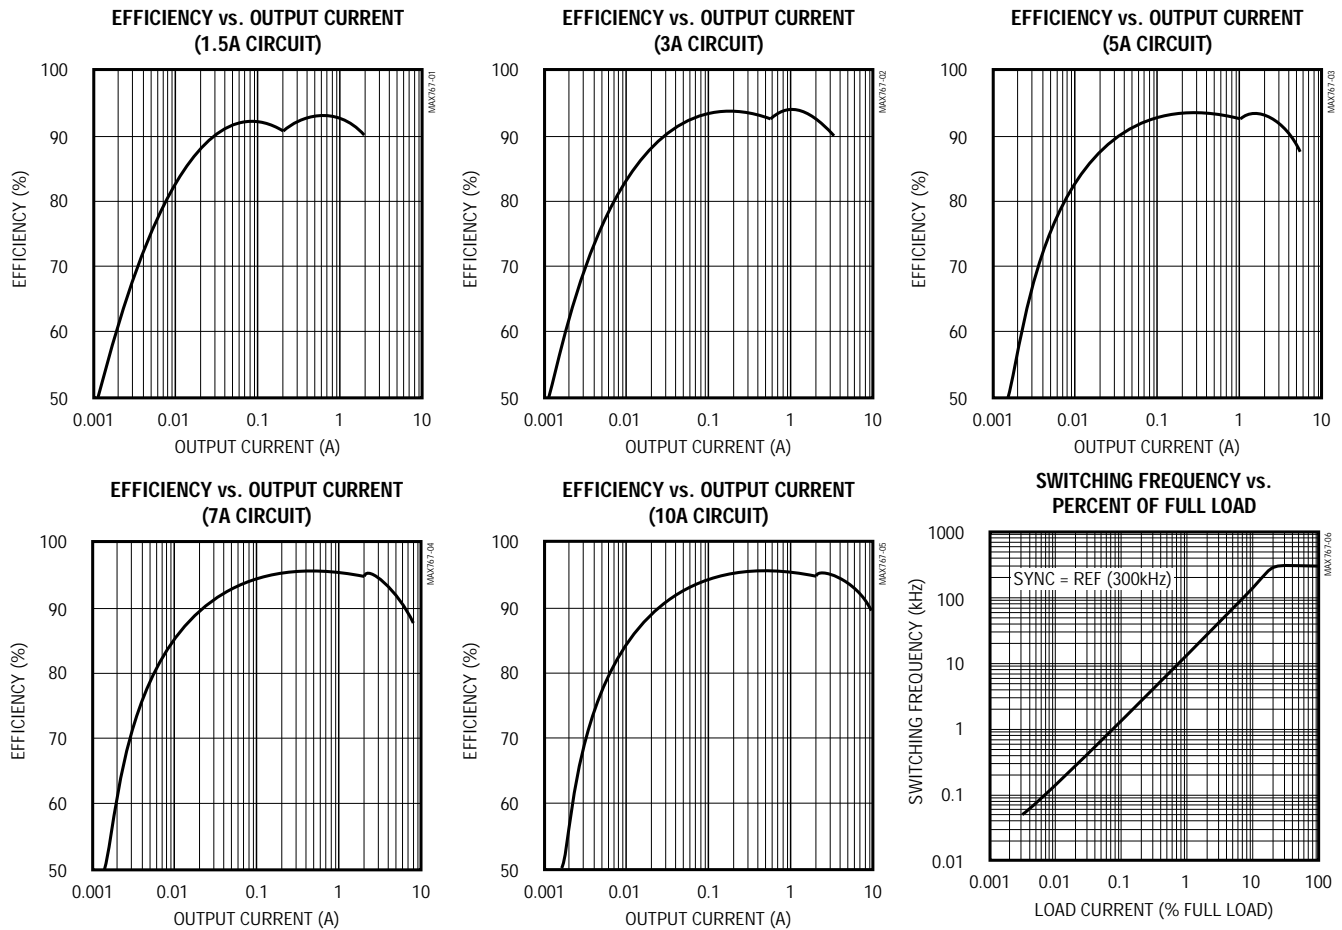 EFFICIENCY vs. OUTPUT CURRENT
(1.5A CIRCUIT)
MAX767-01
EFFICIENCY (%)
100
90
80
70
60
50
0.001 0.01 0.1 1 10
OUTPUT CURRENT (A)
EFFICIENCY vs. OUTPUT CURRENT
(3A CIRCUIT)
MAX767-02
EFFICIENCY (%)
100
90
80
70
60
50
0.001 0.01 0.1 1 10
OUTPUT CURRENT (A)
EFFICIENCY vs. OUTPUT CURRENT
(5A CIRCUIT)
MAX767-03
EFFICIENCY (%)
100
90
80
70
60
50
0.001 0.01 0.1 1 10
OUTPUT CURRENT (A)
EFFICIENCY vs. OUTPUT CURRENT
(7A CIRCUIT)
MAX767-04
EFFICIENCY (%)
100
90
80
70
60
50
0.001 0.01 0.1 1 10
OUTPUT CURRENT (A)
EFFICIENCY vs. OUTPUT CURRENT
(10A CIRCUIT)
MAX767-05
EFFICIENCY (%)
100
90
80
70
60
50
0.001 0.01 0.1 1 10
OUTPUT CURRENT (A)
SWITCHING FREQUENCY vs.
PERCENT OF FULL LOAD
MAX767-06
SWITCHING FREQUENCY (kHz)
1000
SYNC = REF (300kHz)
100
10
1
0.1
0.01
0.001 0.01 0.1 1 10 100
LOAD CURRENT (% FULL LOAD)